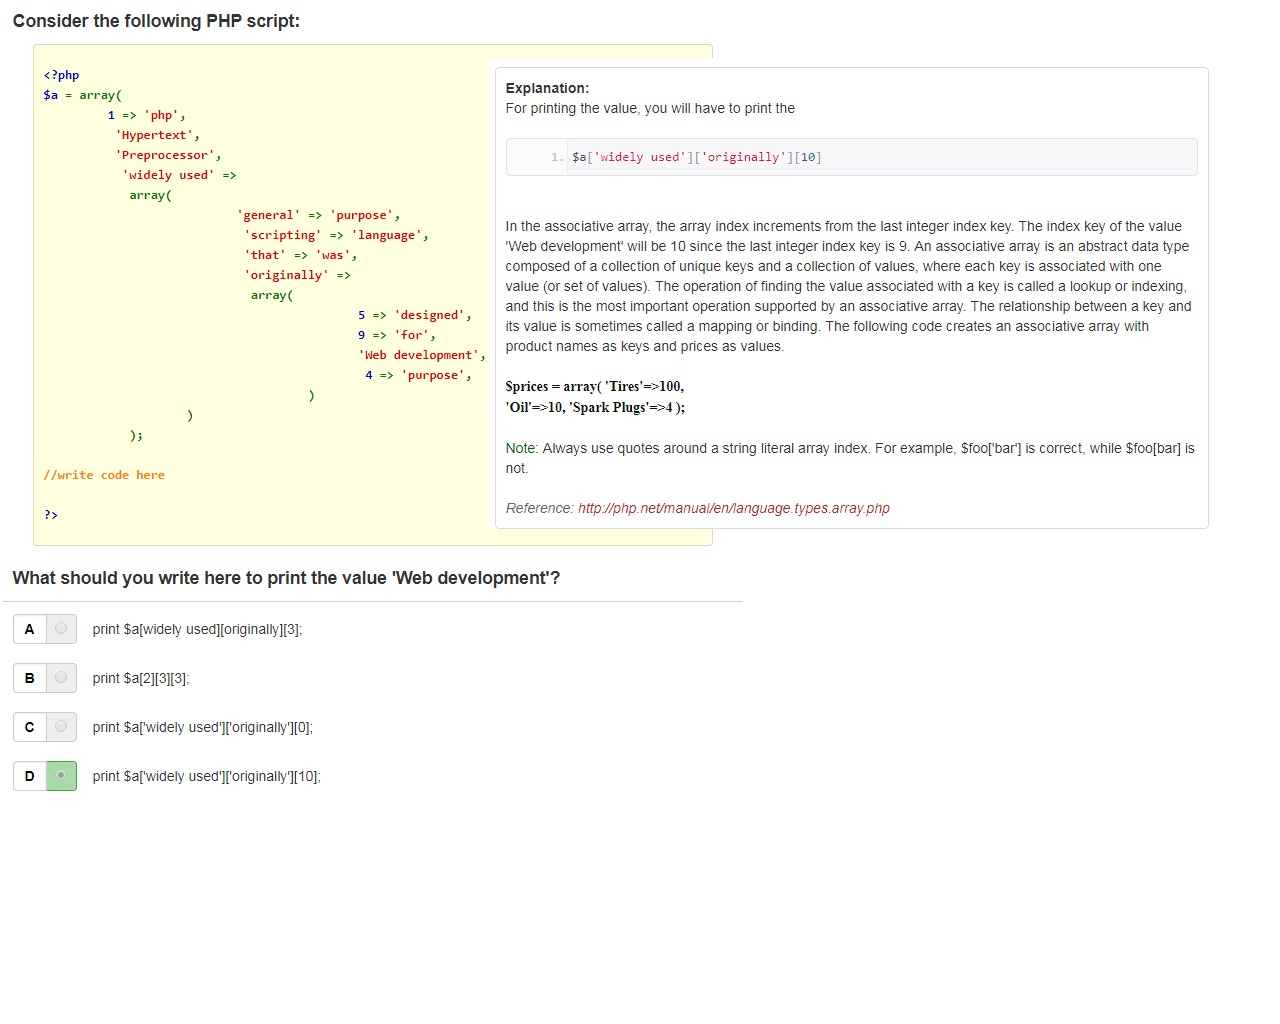 Consider the following PHP script:
<?php
$a = array(
1 => 'php',
'Hypertext',
'Preprocessor',
'widely used' =>
array(
'general' => 'purpose',
'scripting' => 'language',
'that' => 'was',
'originally' =>
array(
5 => 'designed',
9 => 'for',
'Web development',
4 => 'purpose',
)
)
);
//write code here
?>
Explanation:
For printing the value, you will have to print the
1. $a['widely used']['originally'][10]
In the associative array, the array index increments from the last integer index key. The index key of the value
'Web development' will be 10 since the last integer index key is 9. An associative array is an abstract data type
composed of a collection of unique keys and a collection of values, where each key is associated with one
value (or set of values). The operation of finding the value associated with a key is called a lookup or indexing,
and this is the most important operation supported by an associative array. The relationship between a key and
its value is sometimes called a mapping or binding. The following code creates an associative array with
product names as keys and prices as values.
$prices = array( 'Tires'=>100,
'Oil'=>10, 'Spark Plugs'=>4 );
Note: Always use quotes around a string literal array index. For example, $foo['bar'] is correct, while $foo[bar] is
not.
Reference: http://php.net/manual/en/language.types.array.php
What should you write here to print the value 'Web development'?
A print $a[widely used][originally][3];
B print $a[2][3][3];
C print $a['widely used']['originally'][0];
D print $a['widely used']['originally'][10];